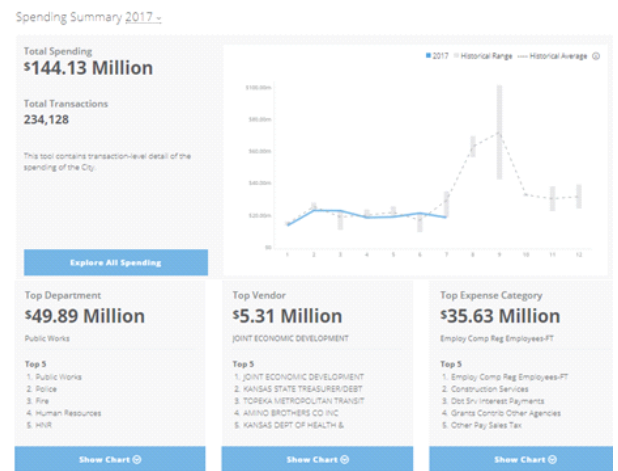 Spending Summary 2017
Total Spending
$144.13 Million
Total Transactions
234,128
This tool contains transaction-level detail of the
spending of the City.
Explore All Spending
2017 Historical Range Historical Average
$100.00m
$80.00m
$60.00m
$40.00m
$20.00m
$0
1 2 3 4 5 6 7 8 9 10 11 12
Top Department
$49.89 Million
Public Works
Top 5
1. Public Works
2. Police
3. Fire
4. Human Resources
5. HNR
Show Chart
Top Vendor
$5.31 Million
JOINT ECONOMIC DEVELOPMENT
Top 5
1. JOINT ECONOMIC DEVELOPMENT
2. KANSAS STATE TREASURER/DEBT
3. TOPEKA METROPOLITAN TRANSIT
4. AMINO BROTHERS CO INC
5. KANSAS DEPT OF HEALTH &
Show Chart
Top Expense Category
$35.63 Million
Employ Comp Reg Employees-FT
Top 5
1. Employ Comp Reg Employees-FT
2. Construction Services
3. Dbt Srv Interest Payments
4. Grants Contrib Other Agencies
5. Other Pay Sales Tax
Show Chart